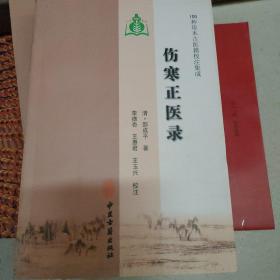 100种珍本古医籍校注集成
伤寒正医录
清·邵成平 著
李德杏 王惠君 王玉兴 校注
中医古籍出版社